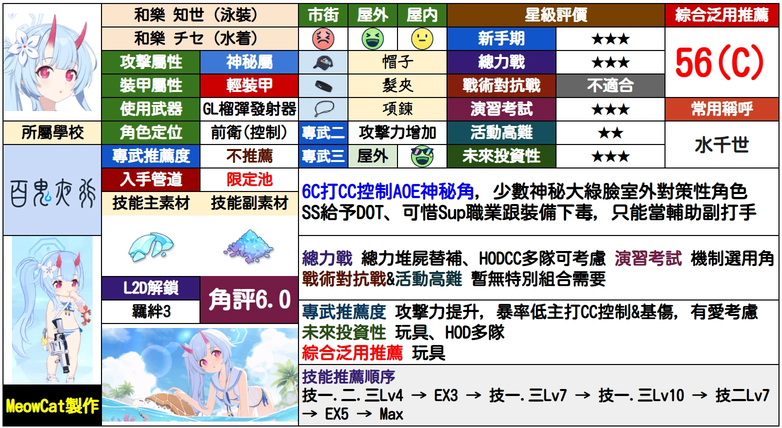 和樂 知世（泳裝）
和樂 チセ（水着）
市街 屋外 屋內
星級評價
綜合泛用推薦
新手期 ★★★
56(C)
攻擊屬性 神秘屬
帽子
總力戰 ★★★
裝甲屬性 輕裝甲
髮夾
戰術對抗戰 不適合
使用武器 GL榴彈發射器
項鍊
演習考試 ★★★
常用稱呼
所屬學校
角色定位 前衛(控制)
專武二 攻擊力增加
活動高難 ★★
水千世
專武推薦度 不推薦
專武三 屋外
未來投資性 ★★★
百鬼夜行
入手管道 限定池
技能主素材 技能副素材
6C打CC控制AOE神秘角，少數神秘大綠臉室外對策性角色
SS給予DOT、可惜Sup職業跟裝備下毒，只能當輔助副打手
總力戰 總力堆屍替補、HODCC多隊可考慮 演習考試 機制選用角
戰術對抗戰&活動高難 暫無特別組合需要
L2D解鎖
羈絆3
角評6.0
專武推薦度 攻擊力提升，暴率低主打CC控制&基傷，有愛考慮
未來投資性 玩具、HOD多隊
綜合泛用推薦 玩具
技能推薦順序
技一.二.三Lv4 → EX3 → 技一.三Lv7 → 技一.三Lv10 → 技二Lv7
→ EX5 → Max
MeowCat製作